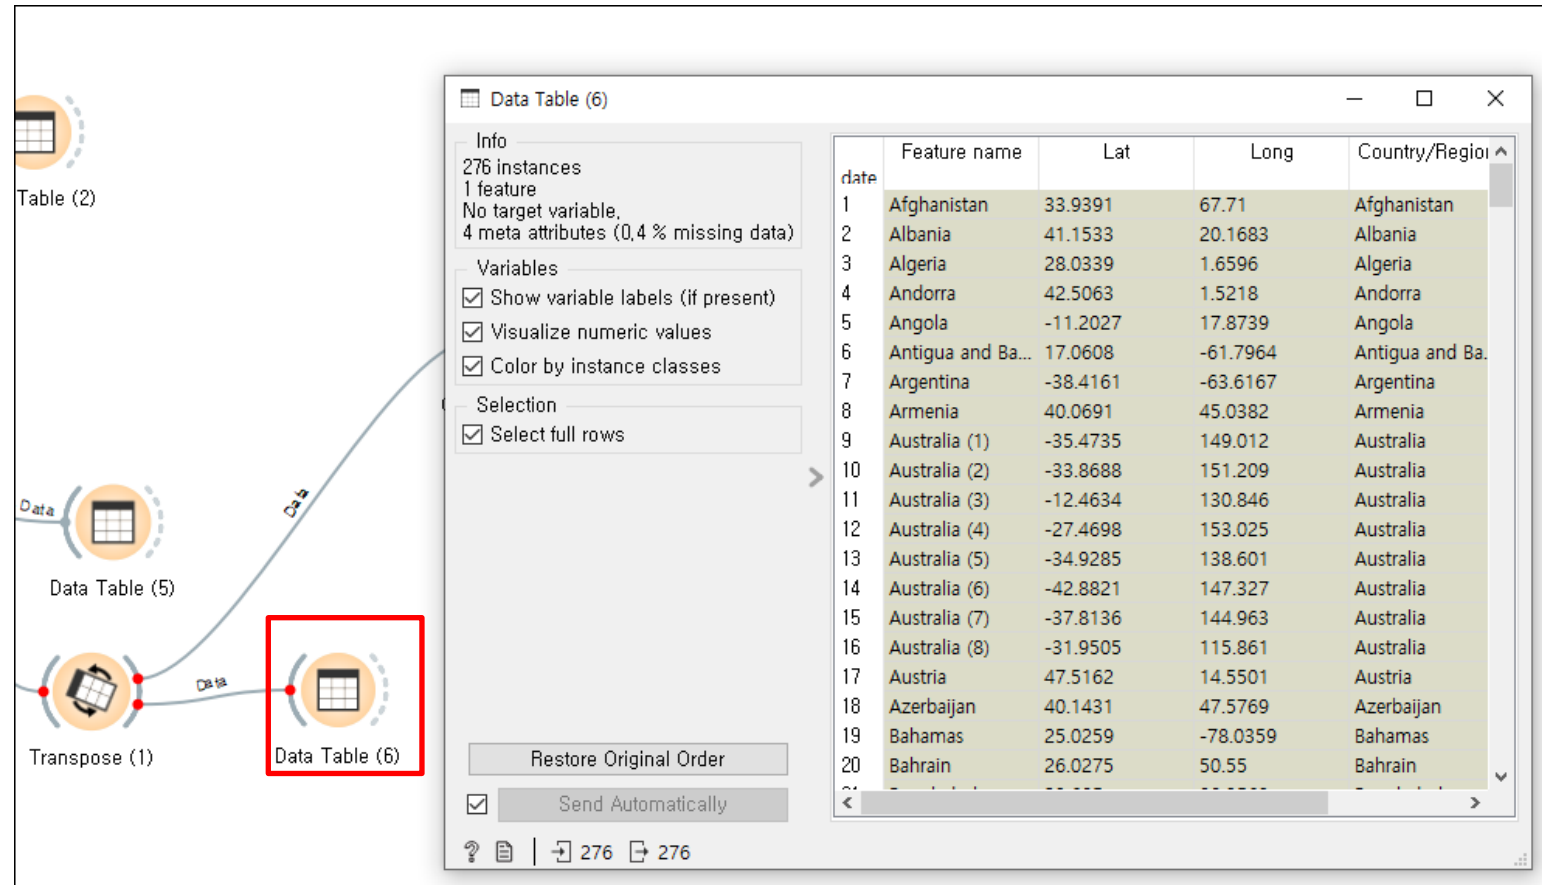 Table (2)
Data
Data Table (5)
Data
Transpose (1)
Data
Data Table (6)
Data Table (6)
Info
276 instances
1 feature
No target variable,
4 meta attributes (0,4 % missing data)
Variables
Show variable labels (if present)
Visualize numeric values
Color by instance classes
Selection
Select full rows
Restore Original Order
Send Automatically
276 276
Feature name Lat Long Country/Region
date
1 Afghanistan 33.9391 67.71 Afghanistan
2 Albania 41.1533 20.1683 Albania
3 Algeria 28.0339 1.6596 Algeria
4 Andorra 42.5063 1.5218 Andorra
5 Angola -11.2027 17.8739 Angola
6 Antigua and Ba... 17.0608 -61.7964 Antigua and Ba.
7 Argentina -38.4161 -63.6167 Argentina
8 Armenia 40.0691 45.0382 Armenia
9 Australia (1) -35.4735 149.012 Australia
10 Australia (2) -33.8688 151.209 Australia
11 Australia (3) -12.4634 130.846 Australia
12 Australia (4) -27.4698 153.025 Australia
13 Australia (5) -34.9285 138.601 Australia
14 Australia (6) -42.8821 147.327 Australia
15 Australia (7) -37.8136 144.963 Australia
16 Australia (8) -31.9505 115.861 Australia
17 Austria 47.5162 14.5501 Austria
18 Azerbaijan 40.1431 47.5769 Azerbaijan
19 Bahamas 25.0259 -78.0359 Bahamas
20 Bahrain 26.0275 50.55 Bahrain